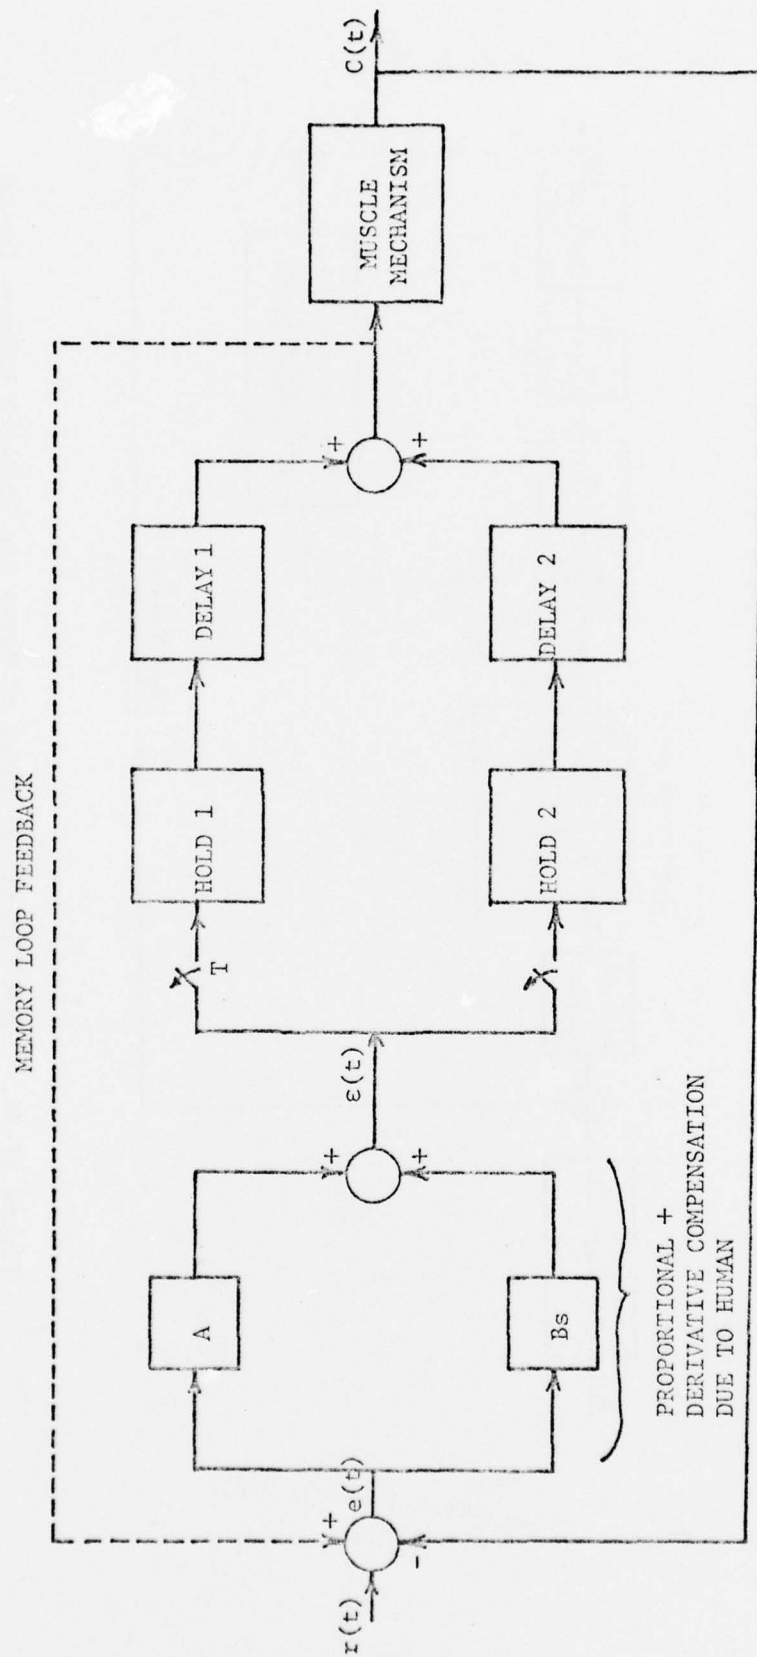 MEMORY LOOP FEEDBACK
r(t)
+
-
e(t)
A
Bs
PROPORTIONAL +
DERIVATIVE COMPENSATION
DUE TO HUMAN
+
+
ε(t)
T
HOLD 1
HOLD 2
DELAY 1
DELAY 2
+
+
MUSCLE
MECHANISM
C(t)